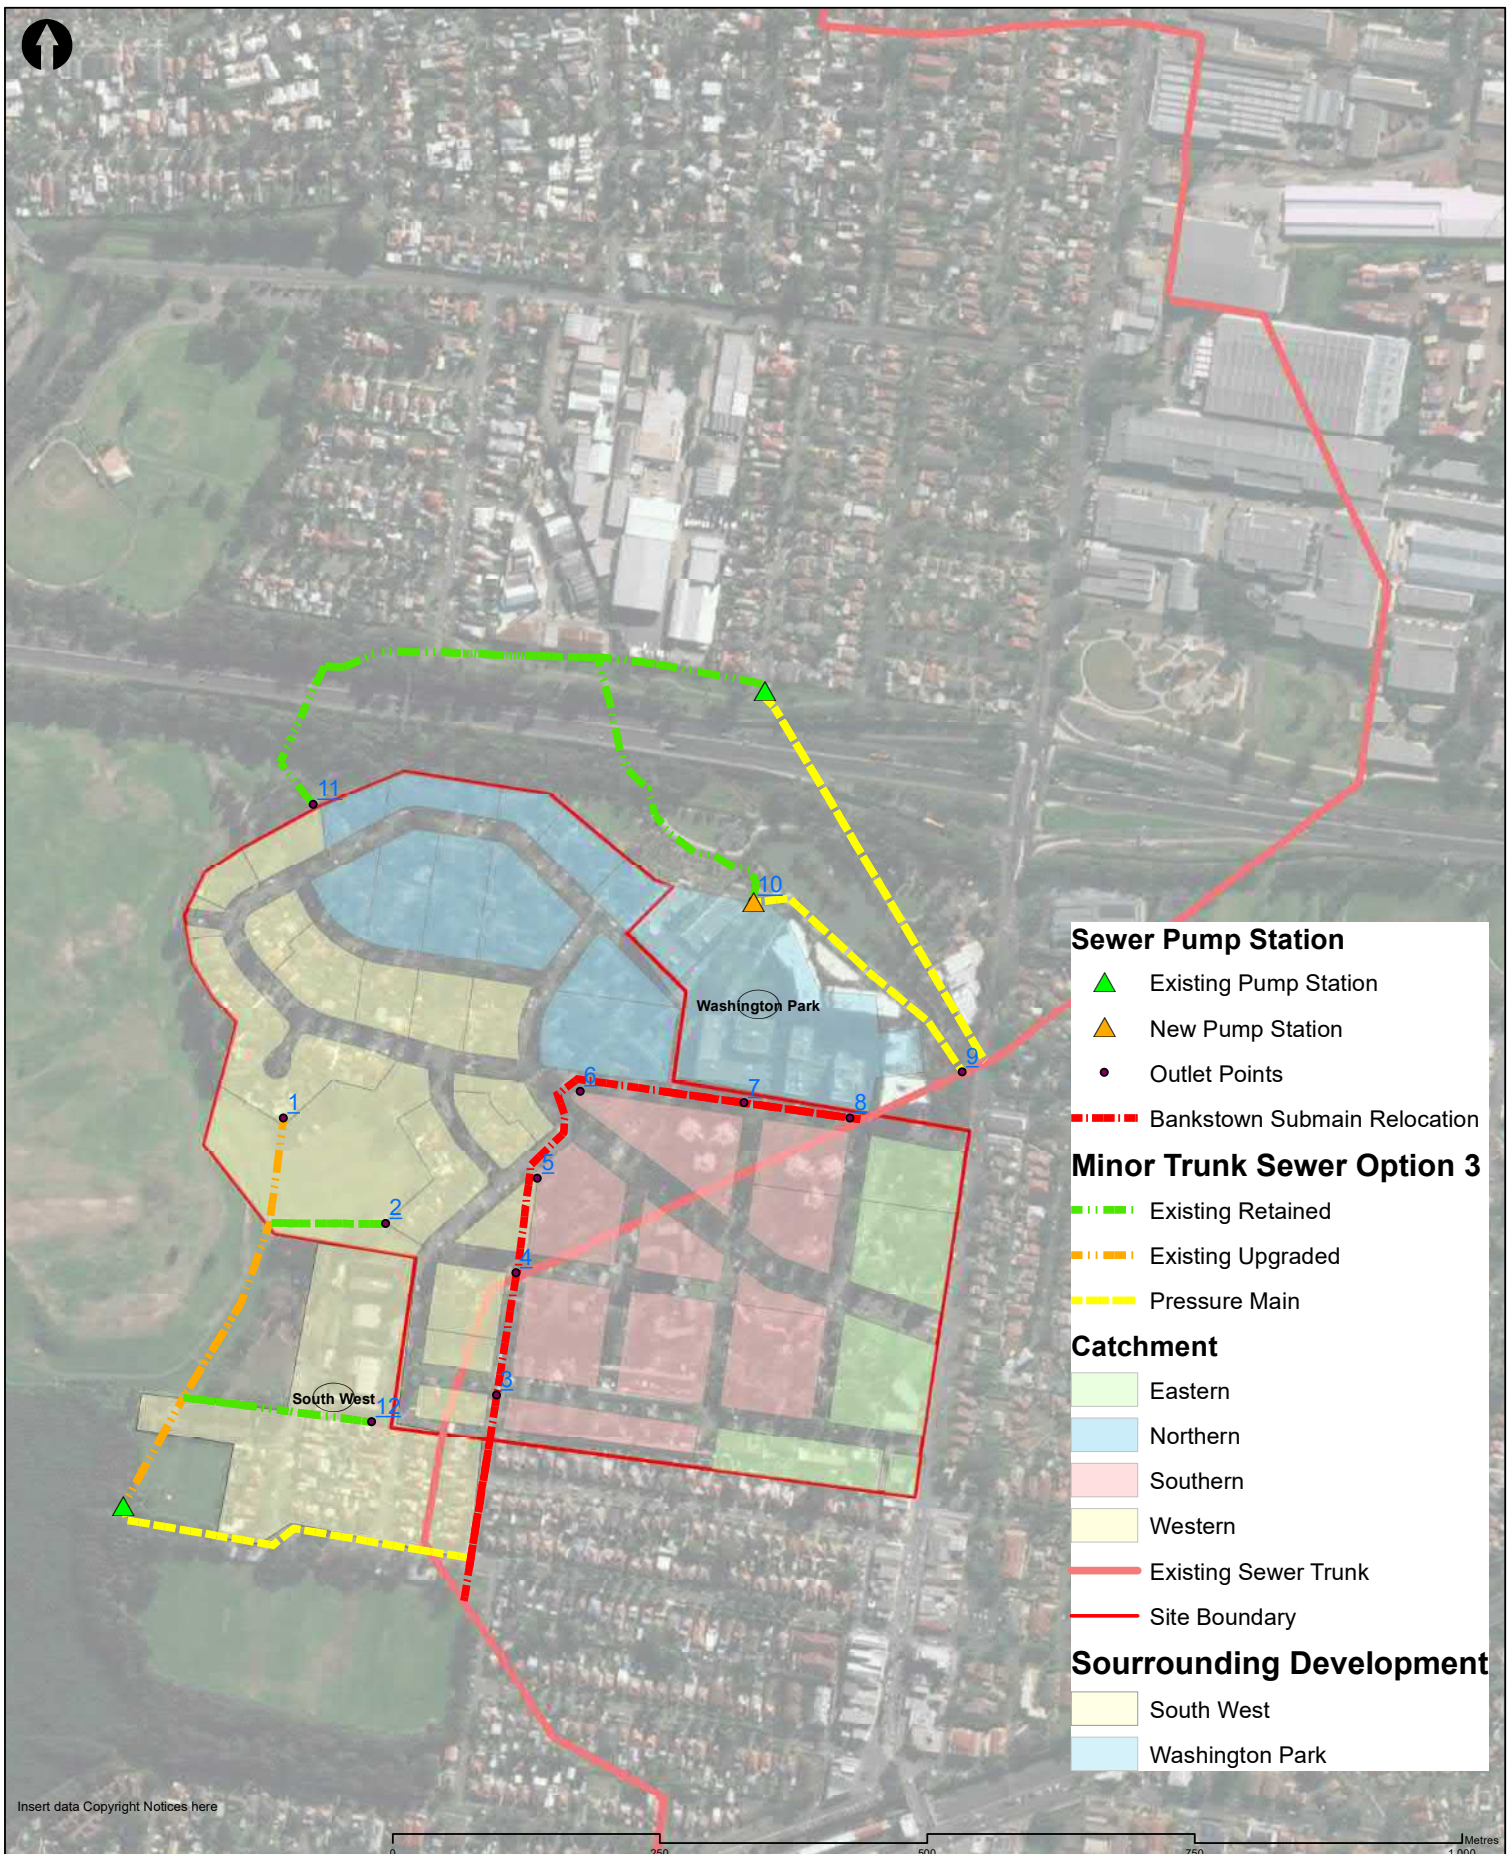 11
10
Washington Park
9
6
7
8
1
5
2
4
3
South West
12
Sewer Pump Station
Existing Pump Station
New Pump Station
Outlet Points
Bankstown Submain Relocation
Minor Trunk Sewer Option 3
Existing Retained
Existing Upgraded
Pressure Main
Catchment
Eastern
Northern
Southern
Western
Existing Sewer Trunk
Site Boundary
Sourrounding Development
South West
Washington Park
Insert data Copyright Notices here
Metres
0 250 500 750 1,000